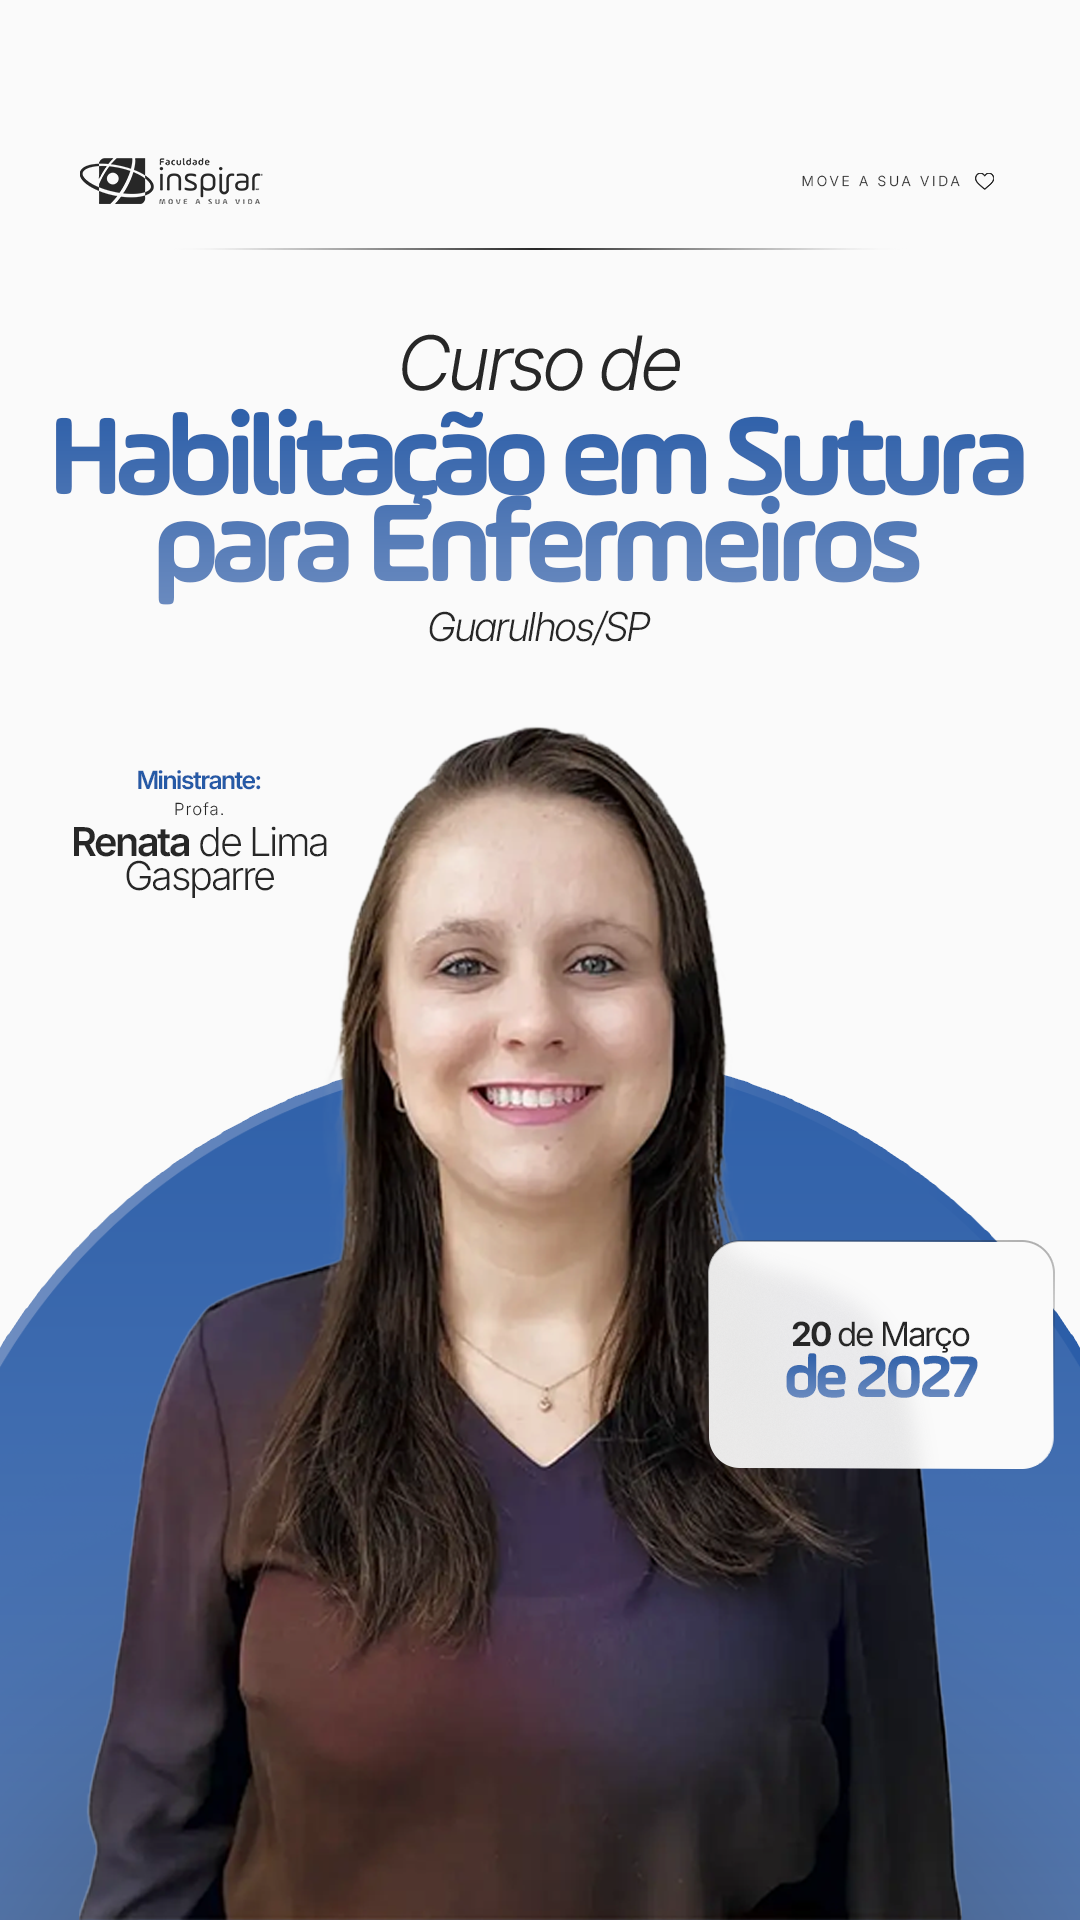 Faculdade
inspirar
MOVE A SUA VIDA
MOVE A SUA VIDA
Curso de
Habilitação em Sutura
para Enfermeiros
Guarulhos/SP
Ministrante:
Profa.
Renata de Lima
Gasparre
20 de Março
de 2027